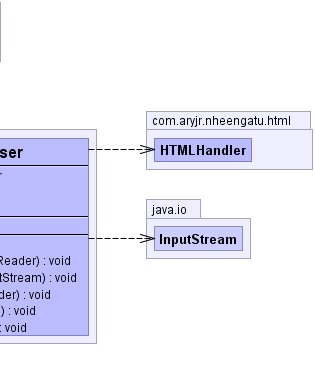 com.aryjr.nheengatu.html
HTMLHandler
java.io
InputStream
ser
r
Reader) : void
tStream) : void
der) : void
) : void
: void